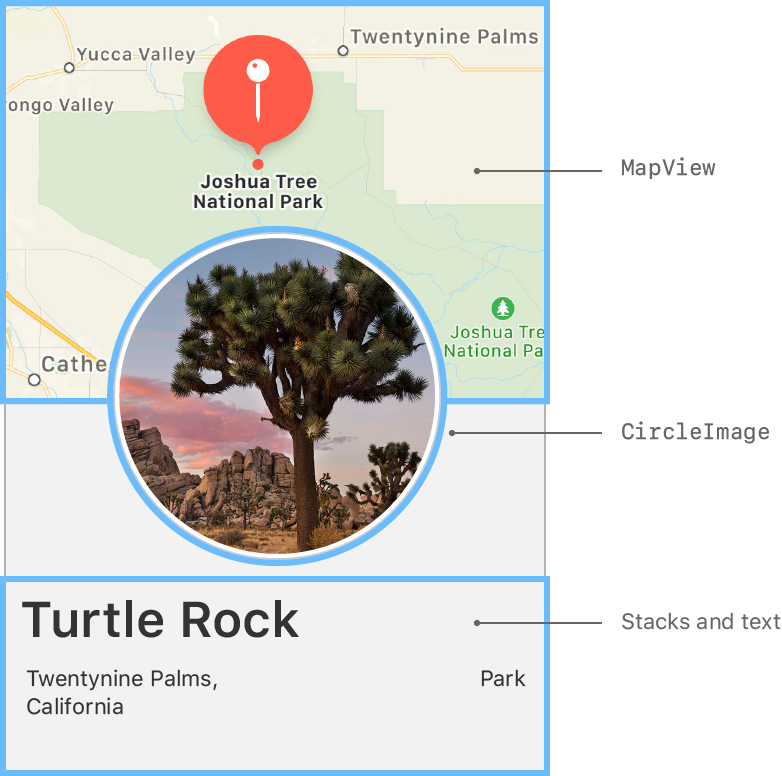 Twentynine Palms
Yucca Valley
ongo Valley
MapView
Joshua Tree
National Park
Joshua Tre
National Pa
Cathe
CircleImage
Turtle Rock
Stacks and text
Twentynine Palms,
California
Park